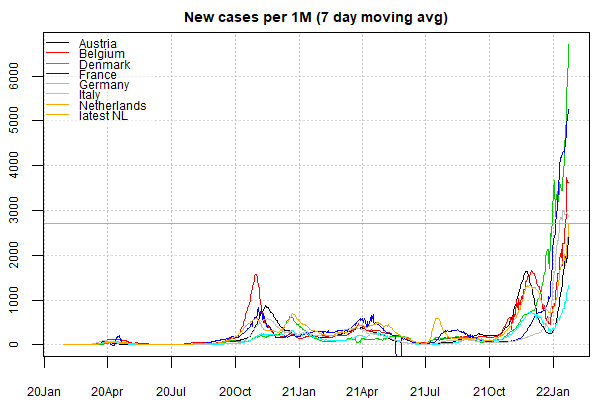 New cases per 1M (7 day moving avg)
Austria
Belgium
Denmark
France
Germany
Italy
Netherlands
latest NL
6000
5000
4000
3000
2000
1000
0
20Jan 20Apr 20Jul 20Oct 21Jan 21Apr 21Jul 21Oct 22Jan